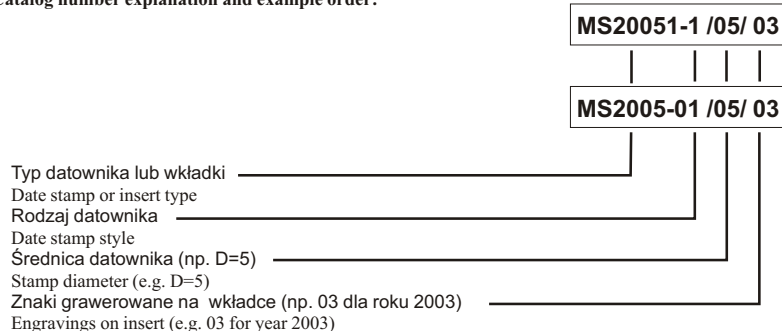 Catalog number explanation and example order:
MS20051-1 /05/ 03
MS2005-01 /05/ 03
Typ datownika lub wkładki
Date stamp or insert type
Rodzaj datownika
Date stamp style
Średnica datownika (np. D=5)
Stamp diameter (e.g. D=5)
Znaki grawerowane na wkładce (np. 03 dla roku 2003)
Engravings on insert (e.g. 03 for year 2003)